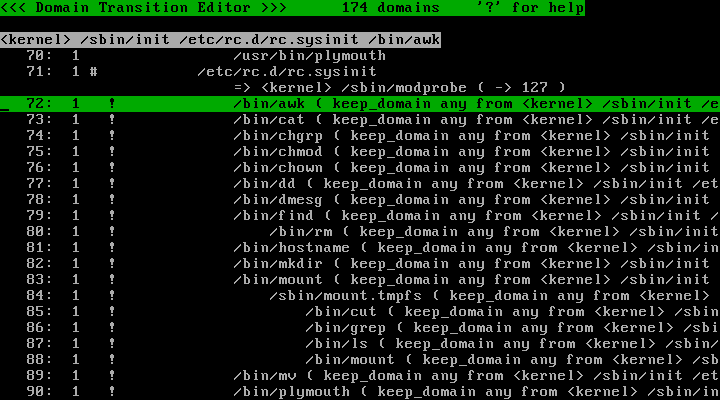 <<< Domain Transition Editor >>>      174 domains    '?' for help
<kernel> /sbin/init /etc/rc.d/rc.sysinit /bin/awk
70:  1                 /usr/bin/plymouth
71:  1 #           /etc/rc.d/rc.sysinit
=> <kernel> /sbin/modprobe ( -> 127 )
_  72:  1   !             /bin/awk ( keep_domain any from <kernel> /sbin/init /e
73:  1   !             /bin/cat ( keep_domain any from <kernel> /sbin/init /e
74:  1   !             /bin/chgrp ( keep_domain any from <kernel> /sbin/init
75:  1   !             /bin/chmod ( keep_domain any from <kernel> /sbin/init
76:  1   !             /bin/chown ( keep_domain any from <kernel> /sbin/init
77:  1   !             /bin/dd ( keep_domain any from <kernel> /sbin/init /et
78:  1   !             /bin/dmesg ( keep_domain any from <kernel> /sbin/init
79:  1   !             /bin/find ( keep_domain any from <kernel> /sbin/init /
80:  1   !                 /bin/rm ( keep_domain any from <kernel> /sbin/init
81:  1   !             /bin/hostname ( keep_domain any from <kernel> /sbin/in
82:  1   !             /bin/mkdir ( keep_domain any from <kernel> /sbin/init
83:  1   !             /bin/mount ( keep_domain any from <kernel> /sbin/init
84:  1   !                 /sbin/mount.tmpfs ( keep_domain any from <kernel>
85:  1   !                     /bin/cut ( keep_domain any from <kernel> /sbin
86:  1   !                     /bin/grep ( keep_domain any from <kernel> /sbi
87:  1   !                     /bin/ls ( keep_domain any from <kernel> /sbin/
88:  1   !                     /bin/mount ( keep_domain any from <kernel> /sb
89:  1   !             /bin/mv ( keep_domain any from <kernel> /sbin/init /et
90:  1   !             /bin/plymouth ( keep_domain any from <kernel> /sbin/in